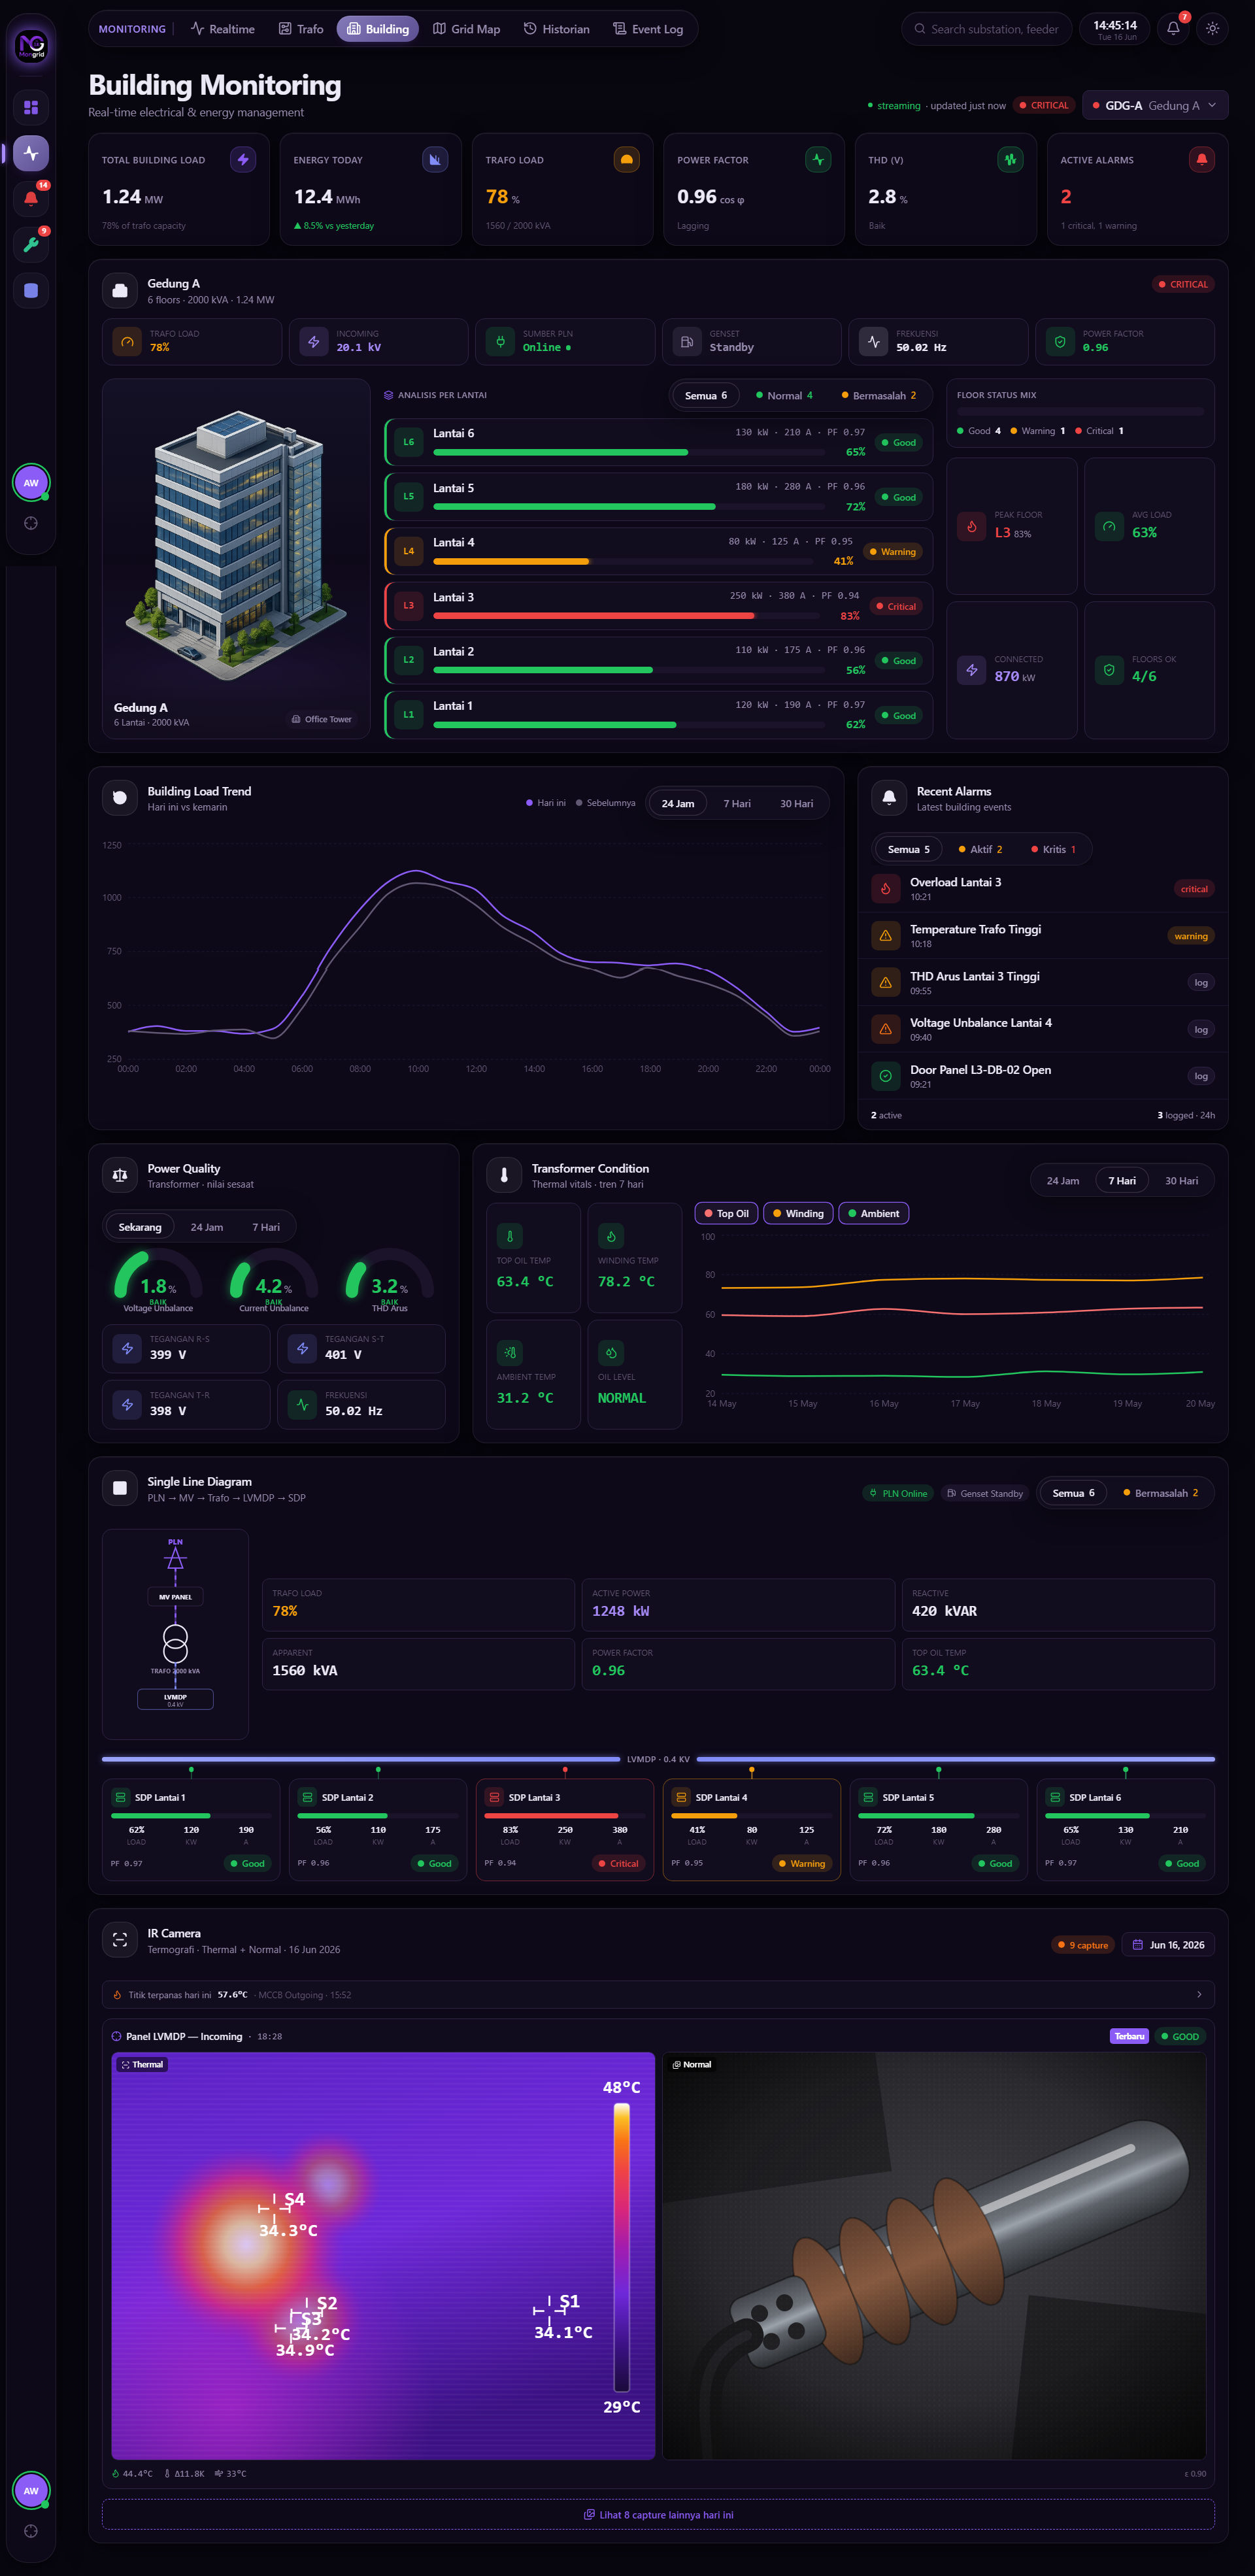 MONITORING
Realtime
Trafo
Building
Grid Map
Historian
Event Log
Search substation, feeder
14:45:14
Tue 16 Jun
7
NG
Mangrid
14
9
AW
Building Monitoring
Real-time electrical & energy management
streaming · updated just now
CRITICAL
GDG-A Gedung A
TOTAL BUILDING LOAD
1.24 MW
78% of trafo capacity
ENERGY TODAY
12.4 MWh
▲ 8.5% vs yesterday
TRAFO LOAD
78 %
1560 / 2000 kVA
POWER FACTOR
0.96 cos φ
Lagging
THD (V)
2.8 %
Baik
ACTIVE ALARMS
2
1 critical, 1 warning
Gedung A
6 floors · 2000 kVA · 1.24 MW
CRITICAL
TRAFO LOAD
78%
INCOMING
20.1 kV
SUMBER PLN
Online ●
GENSET
Standby
FREKUENSI
50.02 Hz
POWER FACTOR
0.96
Gedung A
6 Lantai · 2000 kVA
Office Tower
ANALISIS PER LANTAI
Semua 6
Normal 4
Bermasalah 2
L6
Lantai 6
130 kW · 210 A · PF 0.97
65%
Good
L5
Lantai 5
180 kW · 280 A · PF 0.96
72%
Good
L4
Lantai 4
80 kW · 125 A · PF 0.95
41%
Warning
L3
Lantai 3
250 kW · 380 A · PF 0.94
83%
Critical
L2
Lantai 2
110 kW · 175 A · PF 0.96
56%
Good
L1
Lantai 1
120 kW · 190 A · PF 0.97
62%
Good
FLOOR STATUS MIX
Good 4
Warning 1
Critical 1
PEAK FLOOR
L3 83%
AVG LOAD
63%
CONNECTED
870 kW
FLOORS OK
4/6
Building Load Trend
Hari ini vs kemarin
Hari ini
Sebelumnya
24 Jam
7 Hari
30 Hari
1250
1000
750
500
250
00:00
02:00
04:00
06:00
08:00
10:00
12:00
14:00
16:00
18:00
20:00
22:00
00:00
Recent Alarms
Latest building events
Semua 5
Aktif 2
Kritis 1
Overload Lantai 3
10:21
critical
Temperature Trafo Tinggi
10:18
warning
THD Arus Lantai 3 Tinggi
09:55
log
Voltage Unbalance Lantai 4
09:40
log
Door Panel L3-DB-02 Open
09:21
log
2 active
3 logged · 24h
Power Quality
Transformer · nilai sesaat
Sekarang
24 Jam
7 Hari
1.8%
BAIK
Voltage Unbalance
4.2%
BAIK
Current Unbalance
3.2%
BAIK
THD Arus
TEGANGAN R-S
399 V
TEGANGAN S-T
401 V
TEGANGAN T-R
398 V
FREKUENSI
50.02 Hz
Transformer Condition
Thermal vitals · tren 7 hari
24 Jam
7 Hari
30 Hari
TOP OIL TEMP
63.4 °C
WINDING TEMP
78.2 °C
AMBIENT TEMP
31.2 °C
OIL LEVEL
NORMAL
Top Oil
Winding
Ambient
100
80
60
40
20
14 May
15 May
16 May
17 May
18 May
19 May
20 May
Single Line Diagram
PLN → MV → Trafo → LVMDP → SDP
PLN Online
Genset Standby
Semua 6
Bermasalah 2
PLN
MV PANEL
TRAFO 2000 kVA
LVMDP
0.4 kV
TRAFO LOAD
78%
ACTIVE POWER
1248 kW
REACTIVE
420 kVAR
APPARENT
1560 kVA
POWER FACTOR
0.96
TOP OIL TEMP
63.4 °C
LVMDP · 0.4 KV
SDP Lantai 1
62% 120 190
LOAD KW A
PF 0.97
Good
SDP Lantai 2
56% 110 175
LOAD KW A
PF 0.96
Good
SDP Lantai 3
83% 250 380
LOAD KW A
PF 0.94
Critical
SDP Lantai 4
41% 80 125
LOAD KW A
PF 0.95
Warning
SDP Lantai 5
72% 180 280
LOAD KW A
PF 0.96
Good
SDP Lantai 6
65% 130 210
LOAD KW A
PF 0.97
Good
IR Camera
Termografi · Thermal + Normal · 16 Jun 2026
9 capture
Jun 16, 2026
Titik terpanas hari ini 57.6°C · MCCB Outgoing · 15:52
Panel LVMDP — Incoming · 18:28
Terbaru
GOOD
Thermal
48°C
S4
34.3°C
S2
S3
34.2°C
34.9°C
S1
34.1°C
29°C
Normal
44.4°C
Δ11.8K
33°C
ε 0.90
Lihat 8 capture lainnya hari ini
AW